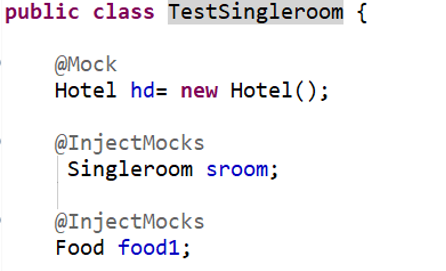 public class TestSingleroom {
@Mock
Hotel hd= new Hotel();
@InjectMocks
Singleroom sroom;
@InjectMocks
Food food1;